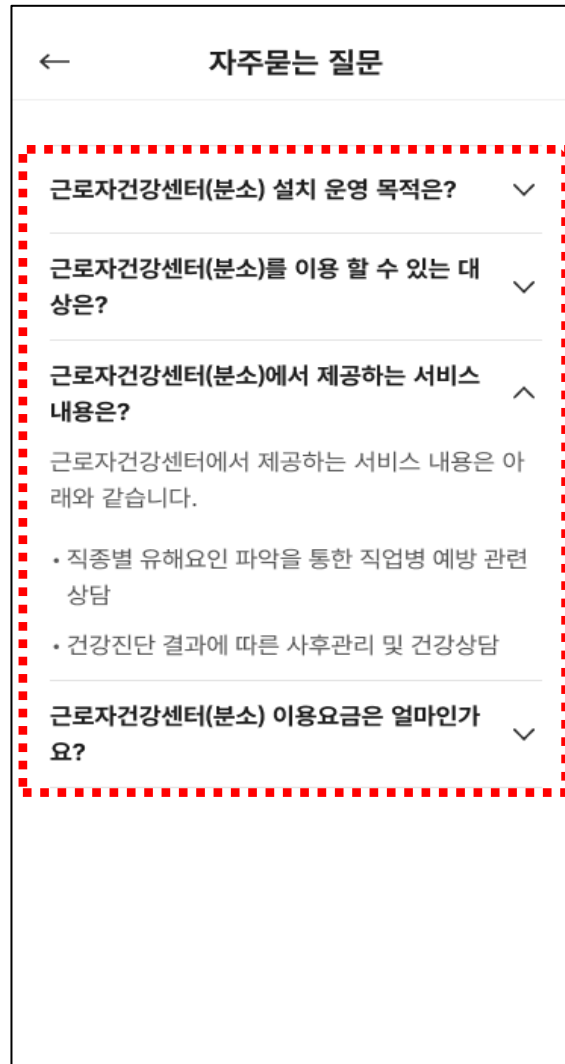 자주묻는 질문
근로자건강센터(분소) 설치 운영 목적은?
근로자건강센터(분소)를 이용 할 수 있는 대
상은?
근로자건강센터(분소)에서 제공하는 서비스
내용은?
근로자건강센터에서 제공하는 서비스 내용은 아
래와 같습니다.
• 직종별 유해요인 파악을 통한 직업병 예방 관련
상담
• 건강진단 결과에 따른 사후관리 및 건강상담
근로자건강센터(분소) 이용요금은 얼마인가
요?